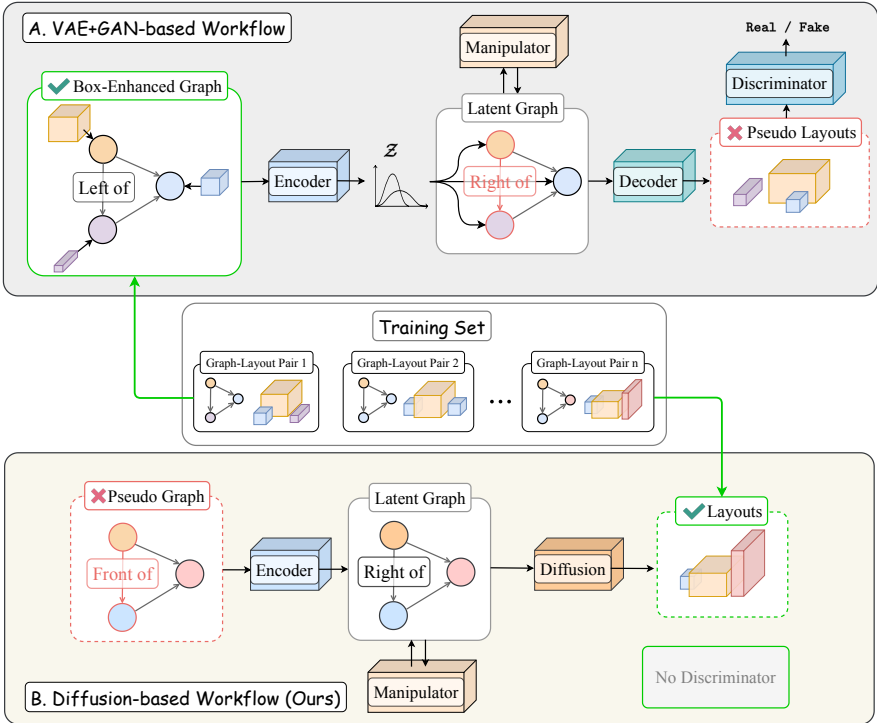 A. VAE+GAN-based Workflow
Manipulator
Real / Fake
Discriminator
Box-Enhanced Graph
Latent Graph
Pseudo Layouts
Left of
Encoder
Z
Right of
Decoder
Training Set
Graph-Layout Pair 1
Graph-Layout Pair 2
...
Graph-Layout Pair n
Pseudo Graph
Latent Graph
Layouts
Front of
Encoder
Right of
Diffusion
No Discriminator
Manipulator
B. Diffusion-based Workflow (Ours)